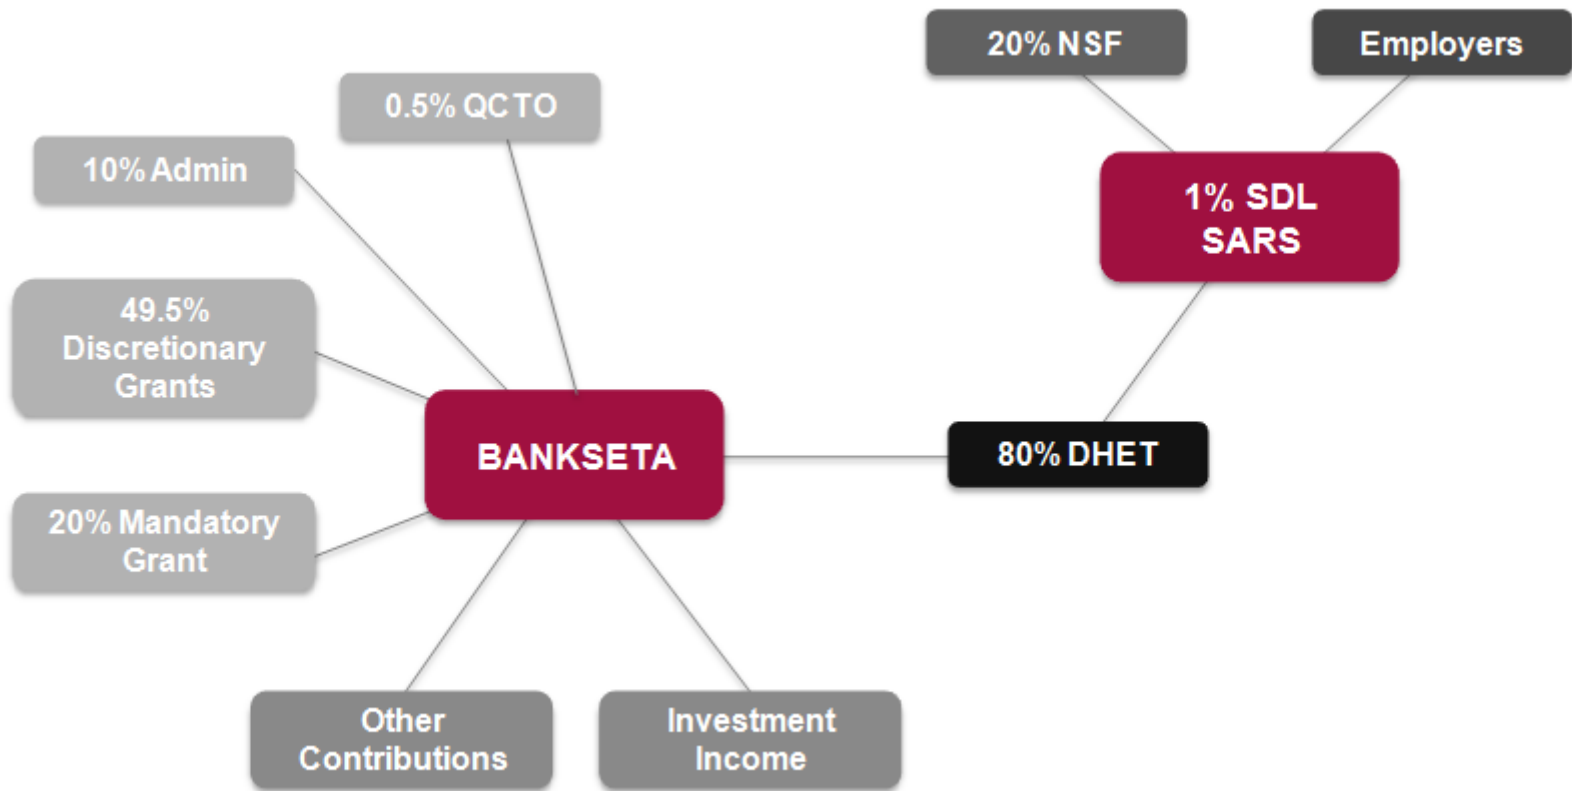 20% NSF
Employers
0.5% QCTO
10% Admin
1% SDL
SARS
49.5%
Discretionary
Grants
BANKSETA
80% DHET
20% Mandatory
Grant
Other
Contributions
Investment
Income